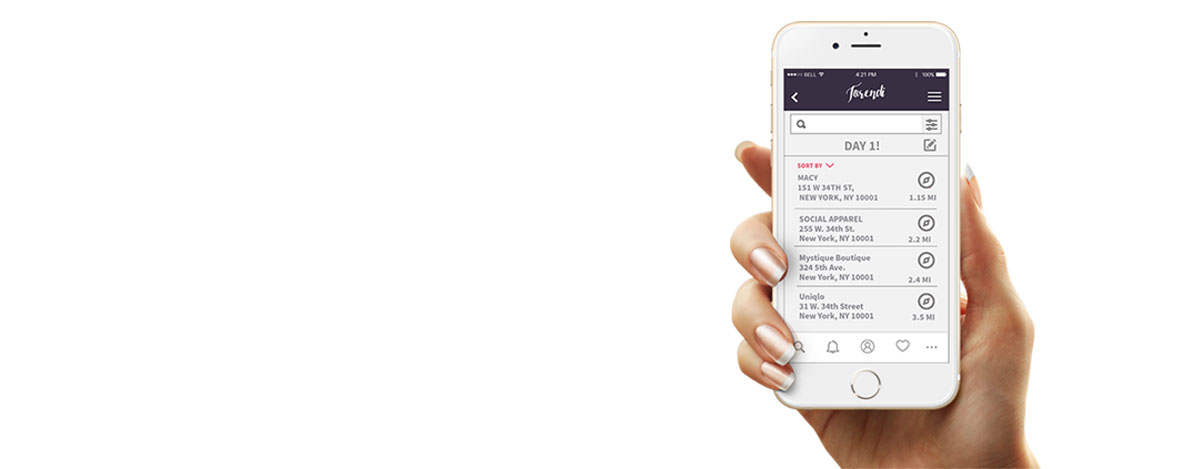 BELL 4:21 PM 100%
Torendi
DAY 1!
SORT BY
MACY
151 W 34TH ST,
NEW YORK, NY 10001 1.15 MI
SOCIAL APPAREL
255 W. 34th St.
New York, NY 10001 2.2 MI
Mystique Boutique
324 5th Ave.
New York, NY 10001 2.4 MI
Uniqlo
31 W. 34th Street
New York, NY 10001 3.5 MI